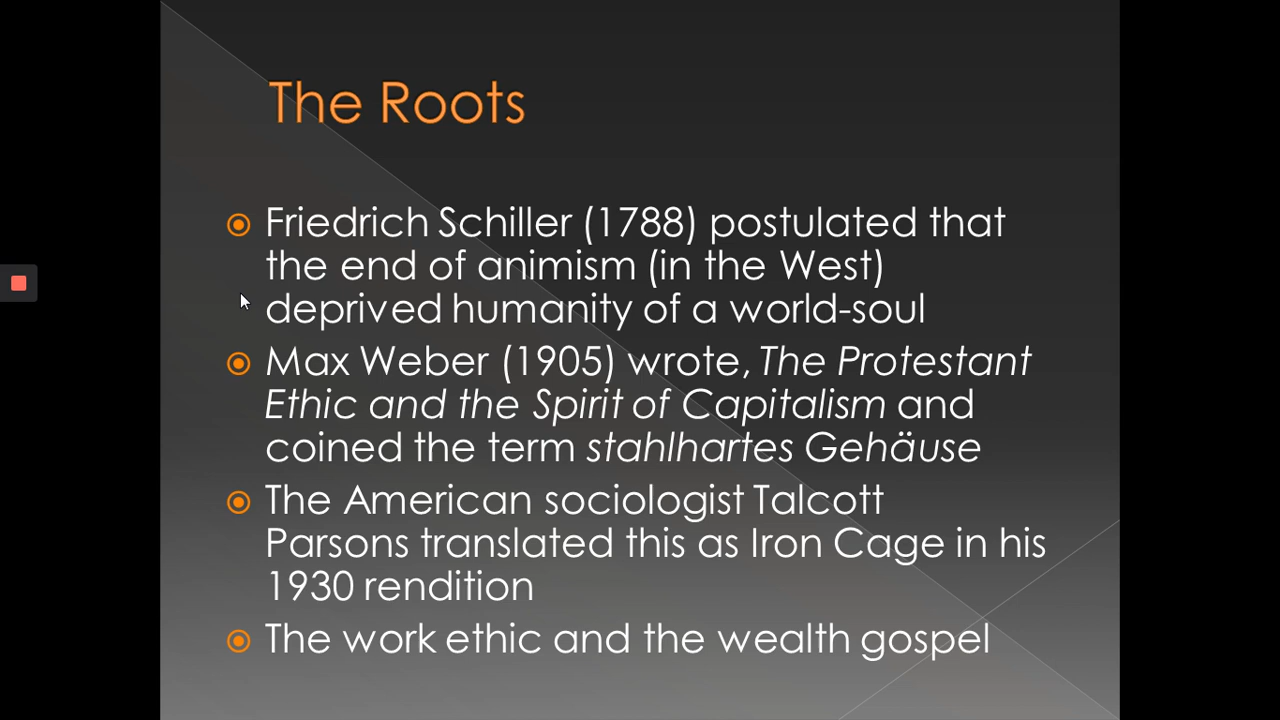 The Roots
Friedrich Schiller (1788) postulated that
the end of animism (in the West)
deprived humanity of a world-soul
Max Weber (1905) wrote, The Protestant
Ethic and the Spirit of Capitalism and
coined the term stahlhartes Gehäuse
The American sociologist Talcott
Parsons translated this as Iron Cage in his
1930 rendition
The work ethic and the wealth gospel